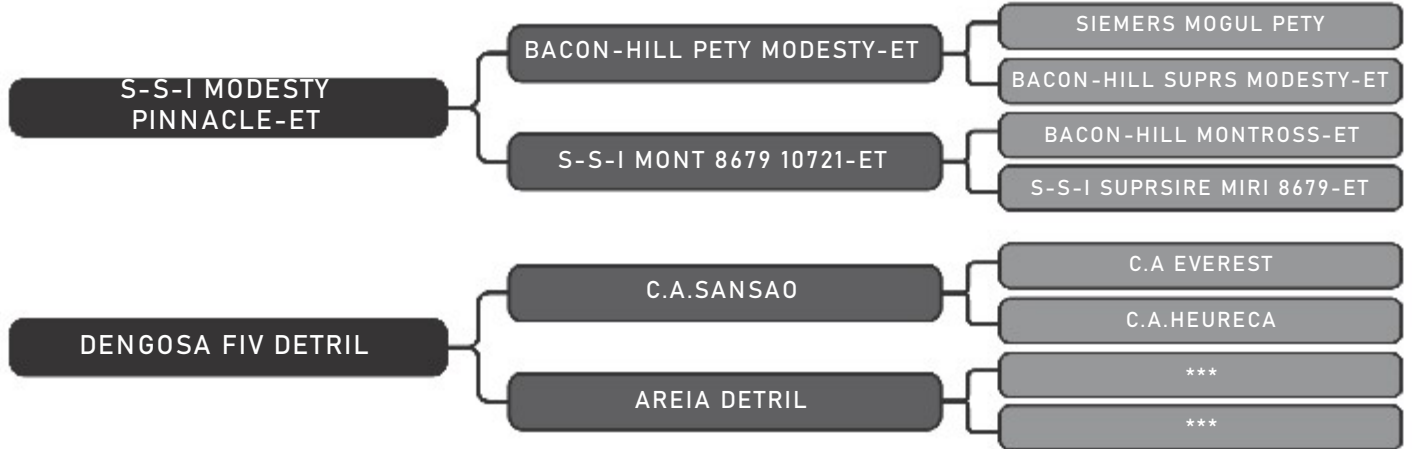 SIEMERS MOGUL PETY
BACON-HILL PETY MODESTY-ET
BACON-HILL SUPRS MODESTY-ET
S-S-I MODESTY
PINNACLE-ET
BACON-HILL MONTROSS-ET
S-S-I MONT 8679 10721-ET
S-S-I SUPRSIRE MIRI 8679-ET
C.A EVEREST
C.A.SANSAO
C.A.HEURECA
DENGOSA FIV DETRIL
***
AREIA DETRIL
***